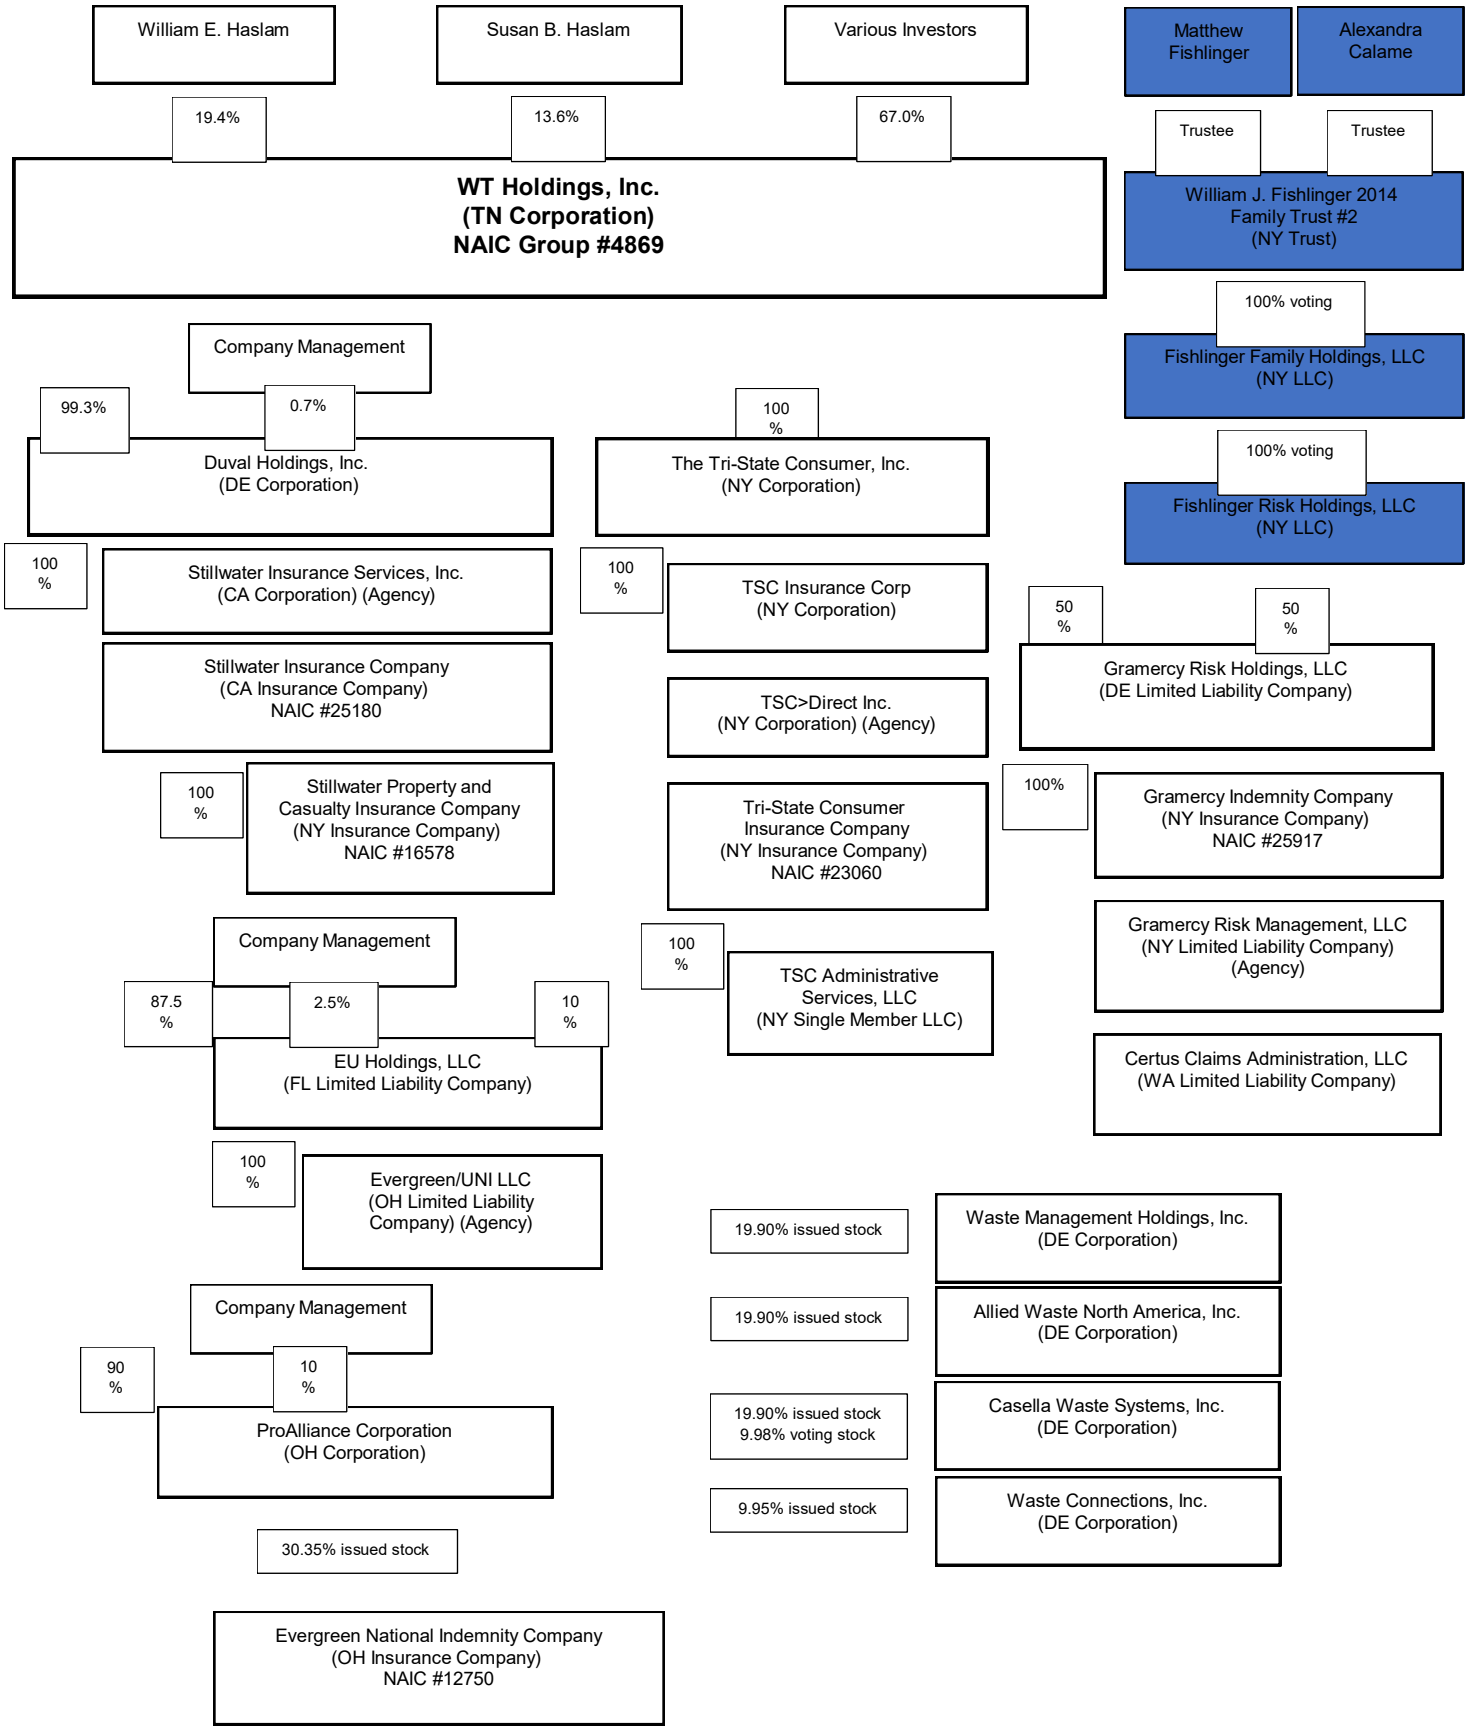 William E. Haslam
Susan B. Haslam
Various Investors
Matthew
Fishlinger
Alexandra
Calame
19.4%
13.6%
67.0%
Trustee
Trustee
WT Holdings, Inc.
(TN Corporation)
NAIC Group #4869
William J. Fishlinger 2014
Family Trust #2
(NY Trust)
100% voting
Company Management
Fishlinger Family Holdings, LLC
(NY LLC)
99.3%
0.7%
100
%
Duval Holdings, Inc.
(DE Corporation)
The Tri-State Consumer, Inc.
(NY Corporation)
100% voting
Fishlinger Risk Holdings, LLC
(NY LLC)
100
%
Stillwater Insurance Services, Inc.
(CA Corporation) (Agency)
100
%
TSC Insurance Corp
(NY Corporation)
50
%
50
%
Stillwater Insurance Company
(CA Insurance Company)
NAIC #25180
TSC>Direct Inc.
(NY Corporation) (Agency)
Gramercy Risk Holdings, LLC
(DE Limited Liability Company)
100
%
Stillwater Property and
Casualty Insurance Company
(NY Insurance Company)
NAIC #16578
Tri-State Consumer
Insurance Company
(NY Insurance Company)
NAIC #23060
100%
Gramercy Indemnity Company
(NY Insurance Company)
NAIC #25917
Company Management
100
%
TSC Administrative
Services, LLC
(NY Single Member LLC)
Gramercy Risk Management, LLC
(NY Limited Liability Company)
(Agency)
87.5
%
2.5%
10
%
EU Holdings, LLC
(FL Limited Liability Company)
Certus Claims Administration, LLC
(WA Limited Liability Company)
100
%
Evergreen/UNI LLC
(OH Limited Liability
Company) (Agency)
19.90% issued stock
Waste Management Holdings, Inc.
(DE Corporation)
Company Management
19.90% issued stock
Allied Waste North America, Inc.
(DE Corporation)
90
%
10
%
ProAlliance Corporation
(OH Corporation)
19.90% issued stock
9.98% voting stock
Casella Waste Systems, Inc.
(DE Corporation)
9.95% issued stock
Waste Connections, Inc.
(DE Corporation)
30.35% issued stock
Evergreen National Indemnity Company
(OH Insurance Company)
NAIC #12750